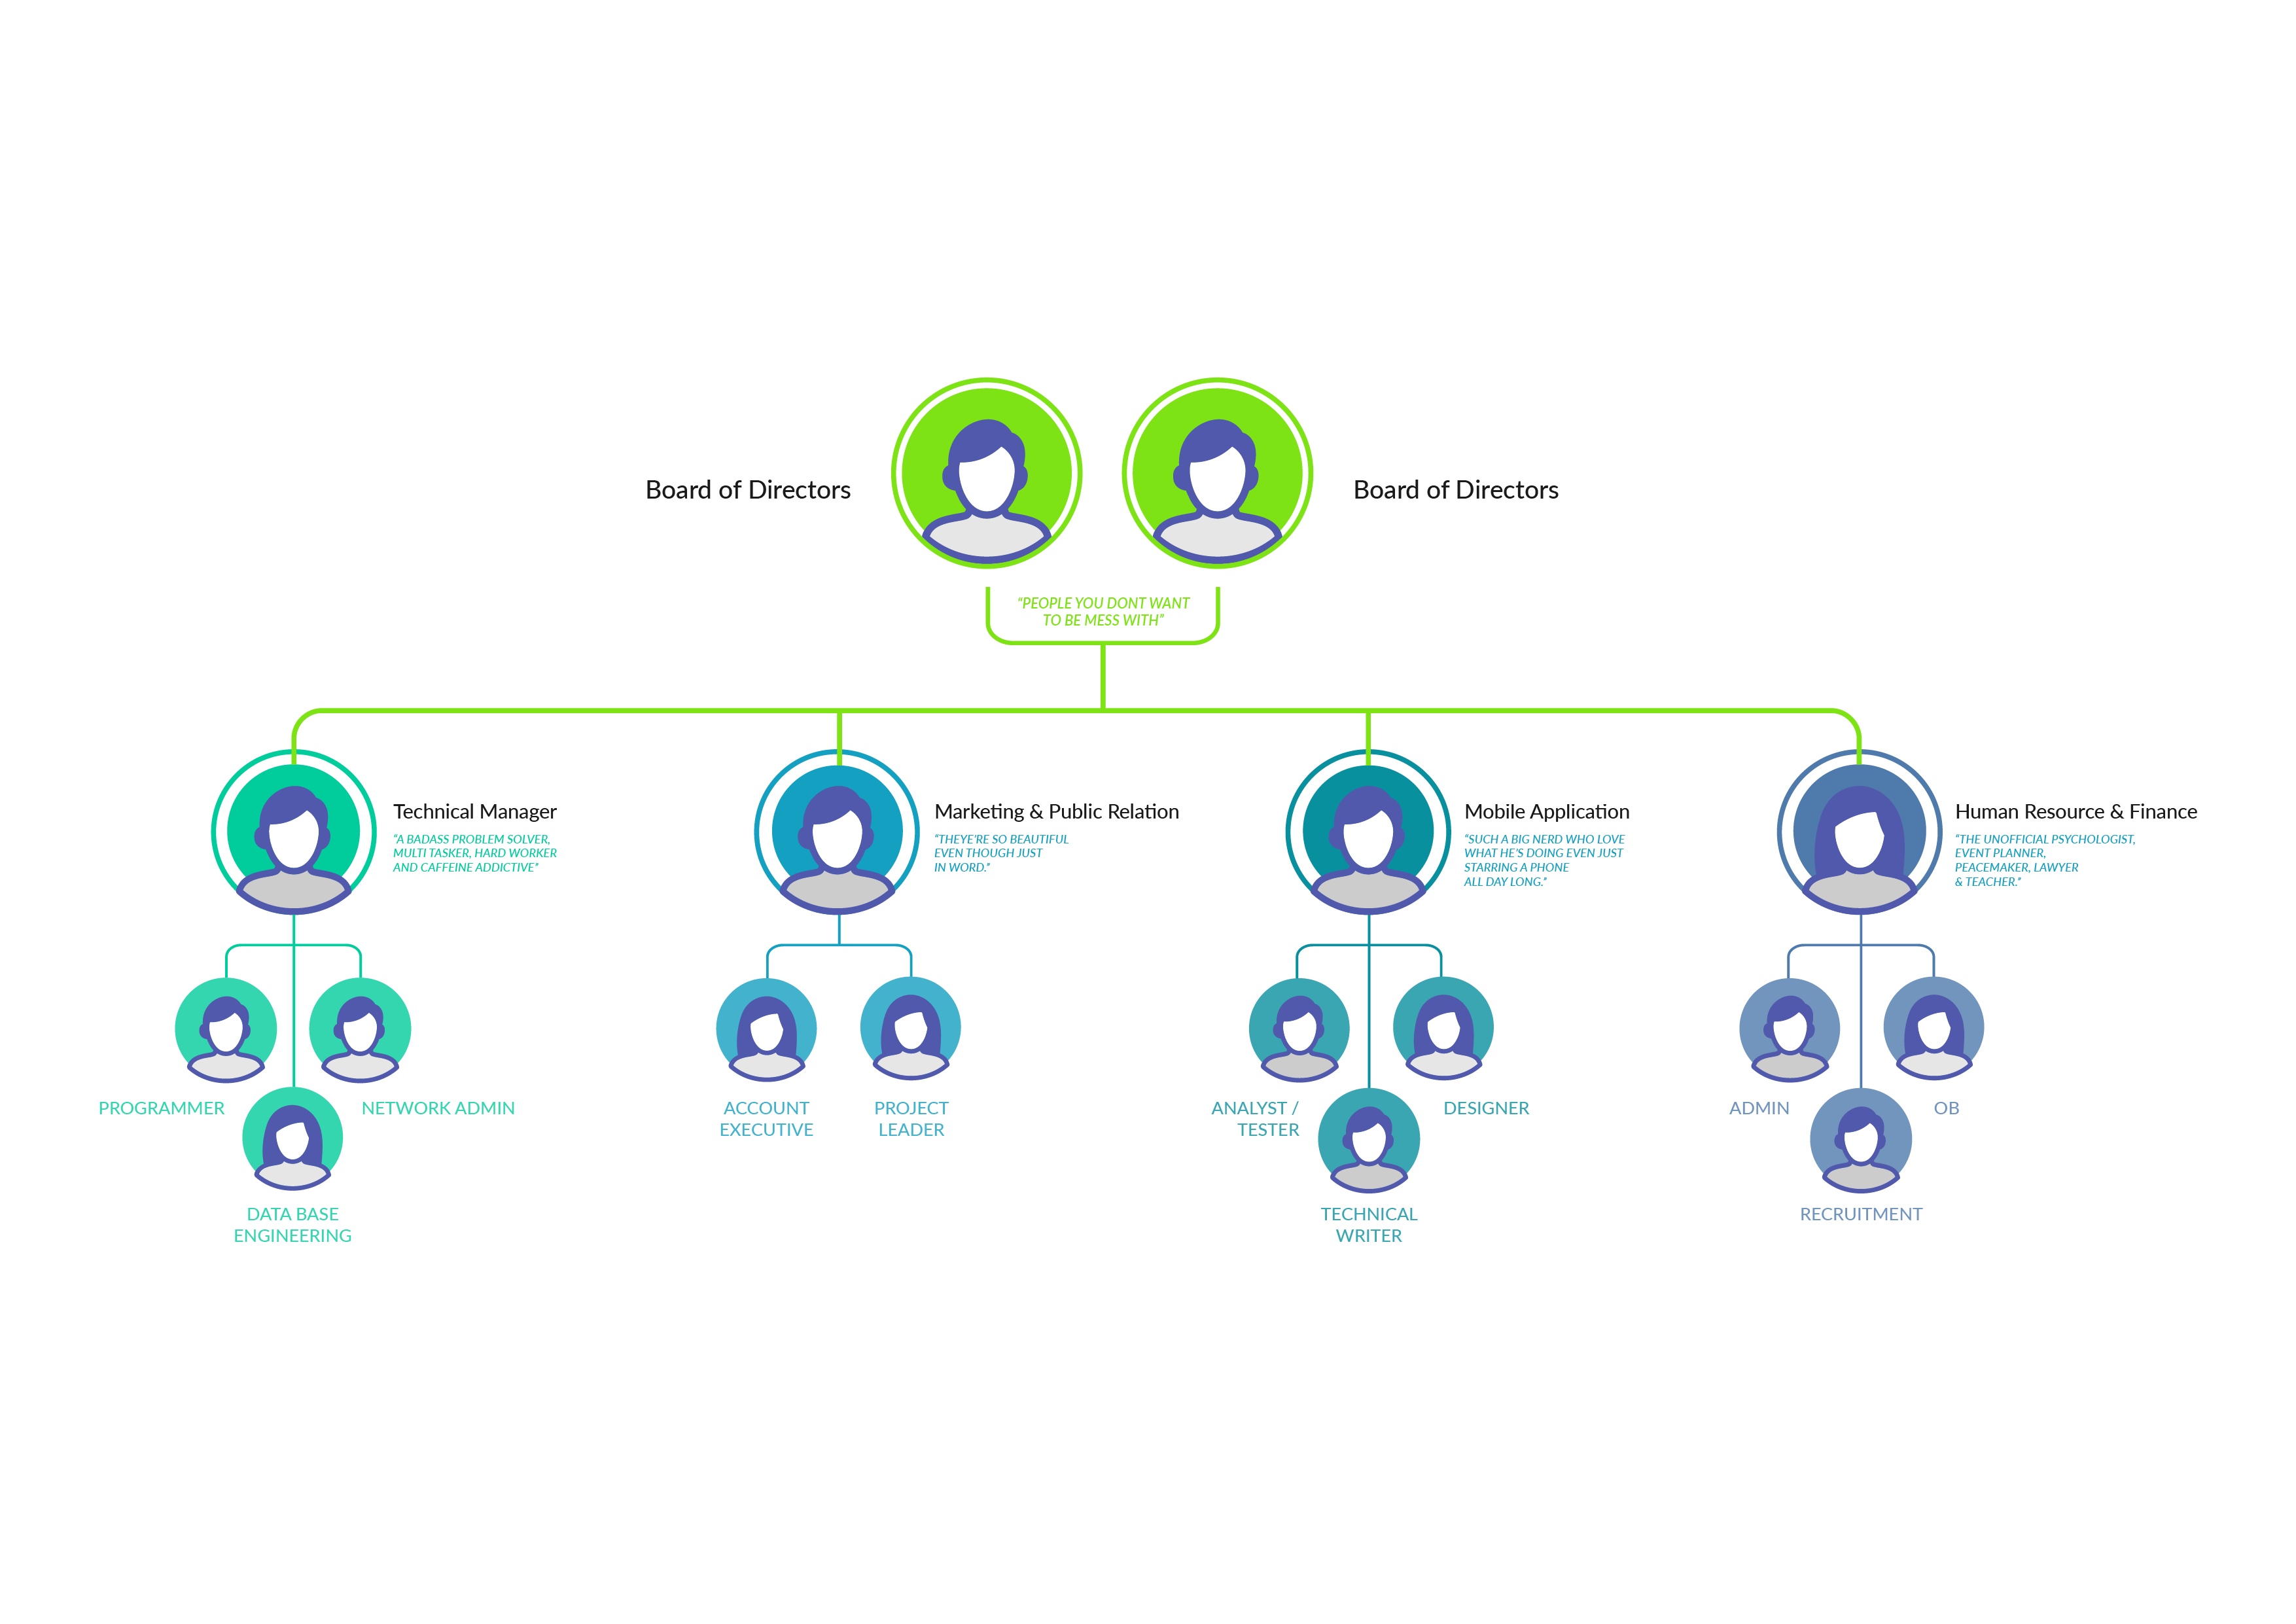 Board of Directors
Board of Directors
“PEOPLE YOU DONT WANT
TO BE MESS WITH”
Technical Manager
“A BADASS PROBLEM SOLVER,
MULTI TASKER, HARD WORKER
AND CAFFEINE ADDICTIVE”
Marketing & Public Relation
“THEYE'RE SO BEAUTIFUL
EVEN THOUGH JUST
IN WORD.”
Mobile Application
“SUCH A BIG NERD WHO LOVE
WHAT HE'S DOING EVEN JUST
STARRING A PHONE
ALL DAY LONG.”
Human Resource & Finance
“THE UNOFFICIAL PSYCHOLOGIST,
EVENT PLANNER,
PEACEMAKER, LAWYER
& TEACHER.”
PROGRAMMER
NETWORK ADMIN
DATA BASE
ENGINEERING
ACCOUNT
EXECUTIVE
PROJECT
LEADER
ANALYST /
TESTER
DESIGNER
TECHNICAL
WRITER
ADMIN
OB
RECRUITMENT